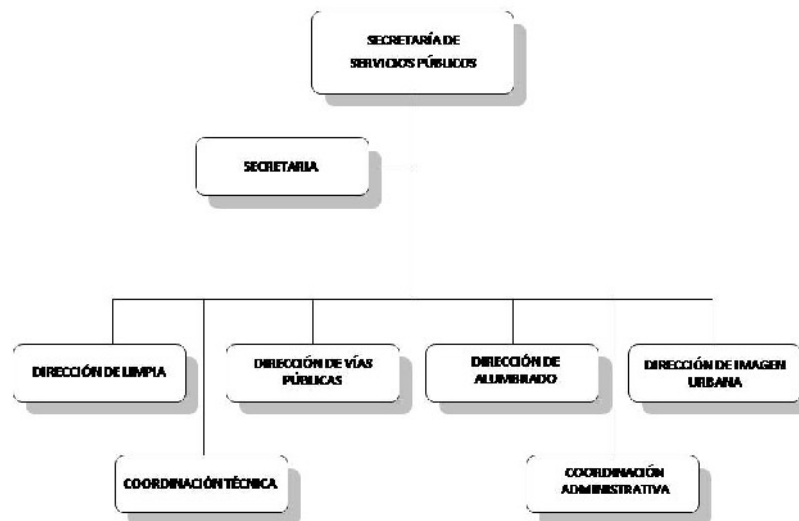 SECRETARÍA DE
SERVICIOS PÚBLICOS
SECRETARIA
DIRECCIÓN DE LIMPIA
DIRECCIÓN DE VÍAS
PÚBLICAS
DIRECCIÓN DE
ALUMBRADO
DIRECCIÓN DE IMAGEN
URBANA
COORDINACIÓN TÉCNICA
COORDINACIÓN
ADMINISTRATIVA